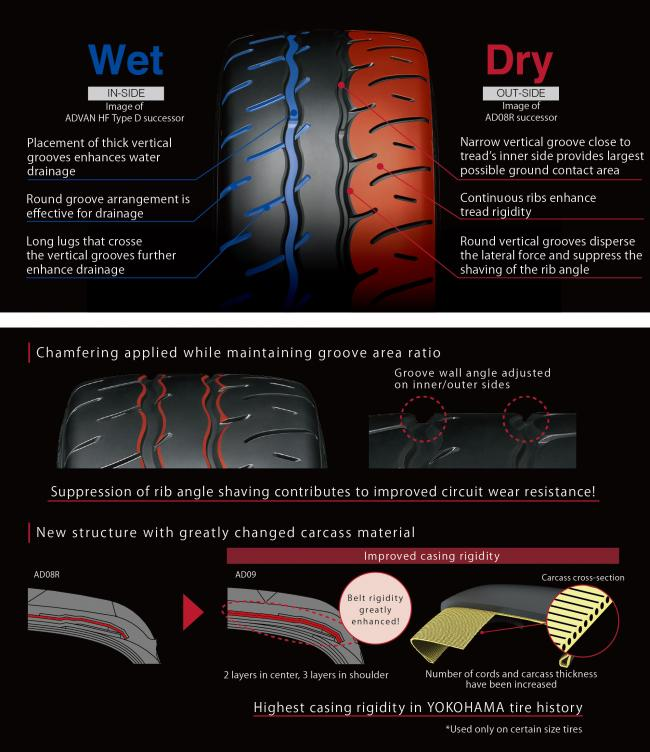 Wet
IN-SIDE
Image of
ADVAN HF Type D successor
Placement of thick vertical
grooves enhances water
drainage
Round groove arrangement is
effective for drainage
Long lugs that crosse
the vertical grooves further
enhance drainage
Dry
OUT-SIDE
Image of
AD08R successor
Narrow vertical groove close to
tread's inner side provides largest
possible ground contact area
Continuous ribs enhance
tread rigidity
Round vertical grooves disperse
the lateral force and suppress the
shaving of the rib angle
Chamfering applied while maintaining groove area ratio
Groove wall angle adjusted
on inner/outer sides
Suppression of rib angle shaving contributes to improved circuit wear resistance!
New structure with greatly changed carcass material
Improved casing rigidity
AD08R
AD09
Belt rigidity
greatly
enhanced!
Carcass cross-section
2 layers in center, 3 layers in shoulder
Number of cords and carcass thickness
have been increased
Highest casing rigidity in YOKOHAMA tire history
*Used only on certain size tires